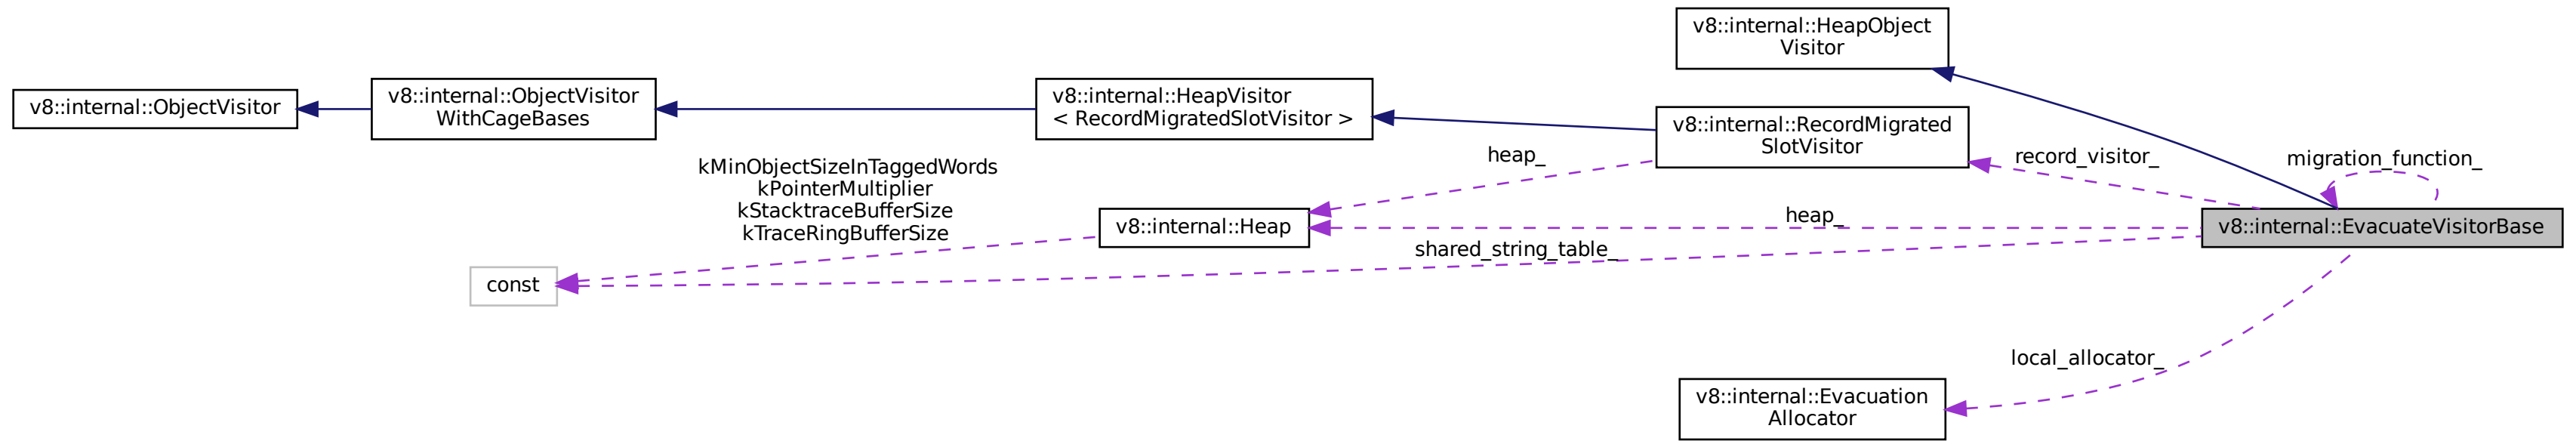 v8::internal::HeapObject
Visitor
v8::internal::ObjectVisitor
v8::internal::ObjectVisitor
WithCageBases
v8::internal::HeapVisitor
< RecordMigratedSlotVisitor >
v8::internal::RecordMigrated
SlotVisitor
heap_
record_visitor_
migration_function_
kMinObjectSizeInTaggedWords
kPointerMultiplier
kStacktraceBufferSize
kTraceRingBufferSize
v8::internal::Heap
heap_
v8::internal::EvacuateVisitorBase
shared_string_table_
const
local_allocator_
v8::internal::Evacuation
Allocator